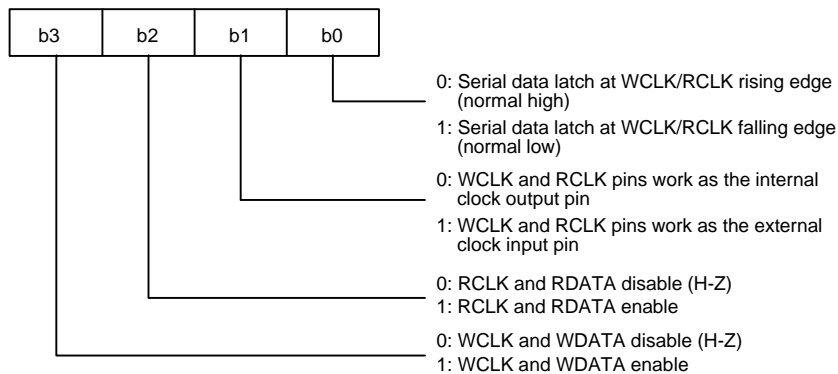 b3 b2 b1 b0
0: Serial data latch at WCLK/RCLK rising edge
(normal high)
1: Serial data latch at WCLK/RCLK falling edge
(normal low)
0: WCLK and RCLK pins work as the internal
clock output pin
1: WCLK and RCLK pins work as the external
clock input pin
0: RCLK and RDATA disable (H-Z)
1: RCLK and RDATA enable
0: WCLK and WDATA disable (H-Z)
1: WCLK and WDATA enable